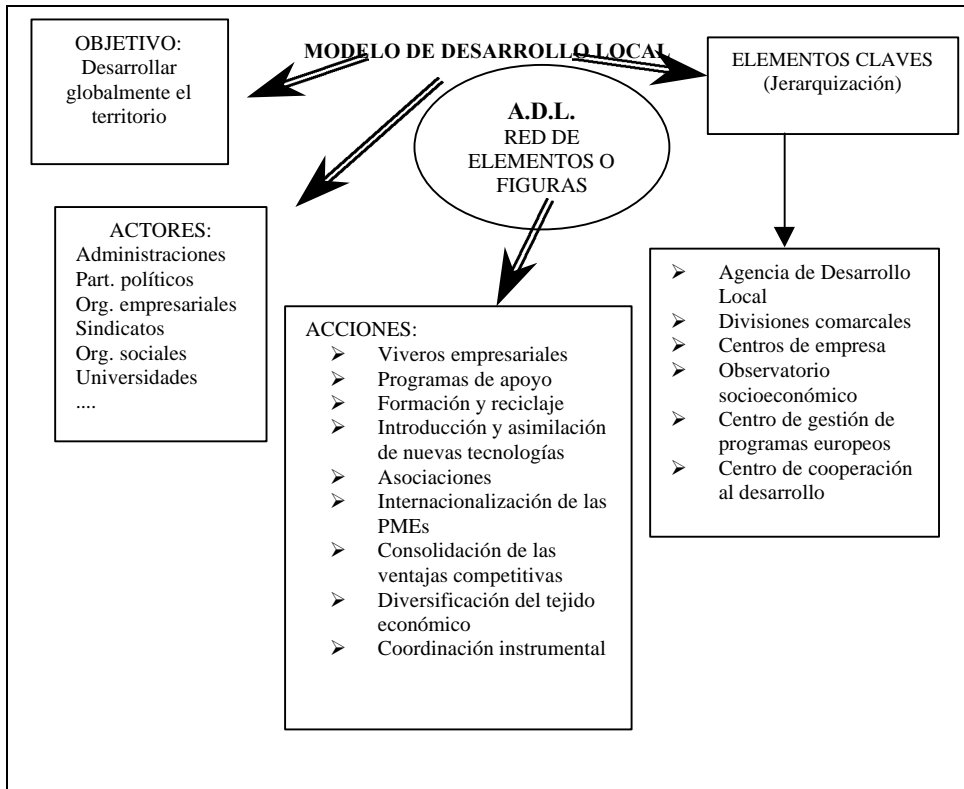 MODELO DE DESARROLLO LOCAL
OBJETIVO:
Desarrollar
globalmente el
territorio
A.D.L.
RED DE
ELEMENTOS O
FIGURAS
ELEMENTOS CLAVES
(Jerarquización)
ACTORES:
Administraciones
Part. políticos
Org. empresariales
Sindicatos
Org. sociales
Universidades
....
ACCIONES:
➢ Viveros empresariales
➢ Programas de apoyo
➢ Formación y reciclaje
➢ Introducción y asimilación
de nuevas tecnologías
➢ Asociaciones
➢ Internacionalización de las
PMEs
➢ Consolidación de las
ventajas competitivas
➢ Diversificación del tejido
económico
➢ Coordinación instrumental
➢ Agencia de Desarrollo
Local
➢ Divisiones comarcales
➢ Centros de empresa
➢ Observatorio
socioeconómico
➢ Centro de gestión de
programas europeos
➢ Centro de cooperación
al desarrollo